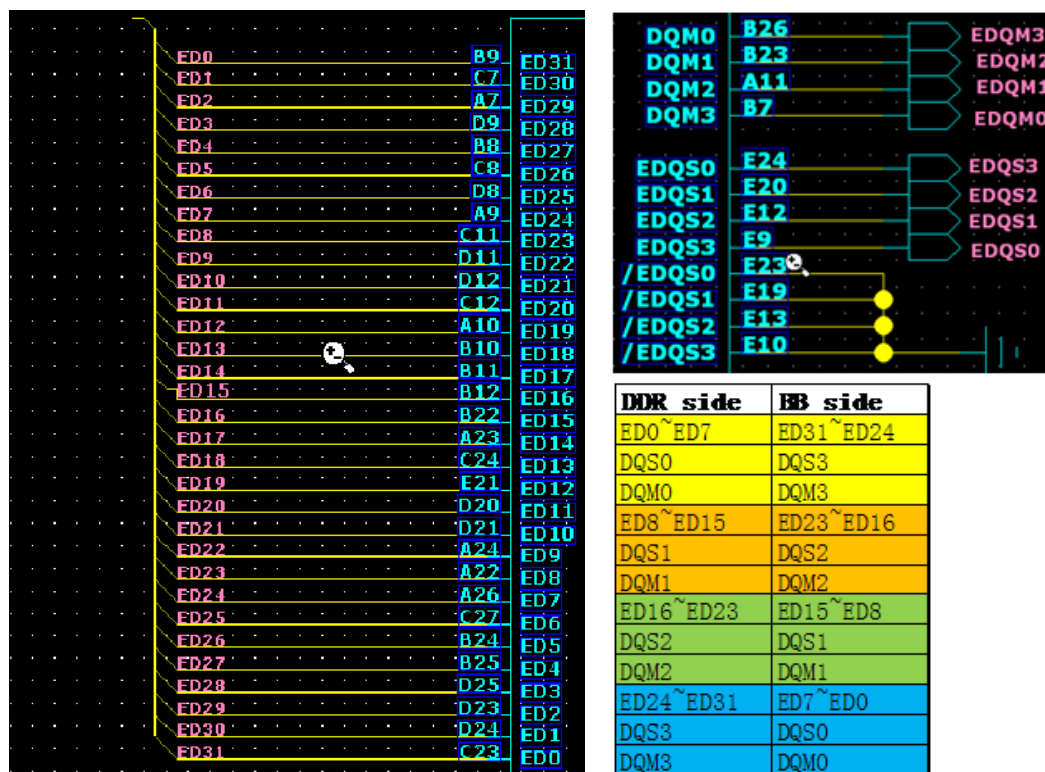 ED0 B9 ED31
ED1 C7 ED30
ED2 A7 ED29
ED3 D9 ED28
ED4 B8 ED27
ED5 C8 ED26
ED6 D8 ED25
ED7 A9 ED24
ED8 C11 ED23
ED9 D11 ED22
ED10 D12 ED21
ED11 C12 ED20
ED12 A10 ED19
ED13 B10 ED18
ED14 B11 ED17
ED15 B12 ED16
ED16 B22 ED15
ED17 A23 ED14
ED18 C24 ED13
ED19 E21 ED12
ED20 D20 ED11
ED21 D21 ED10
ED22 A24 ED9
ED23 A22 ED8
ED24 A26 ED7
ED25 C27 ED6
ED26 B24 ED5
ED27 B25 ED4
ED28 D25 ED3
ED29 D23 ED2
ED30 D24 ED1
ED31 C23 ED0
DQM0 B26 EDQM3
DQM1 B23 EDQM2
DQM2 A11 EDQM1
DQM3 B7 EDQM0
EDQS0 E24 EDQS3
EDQS1 E20 EDQS2
EDQS2 E12 EDQS1
EDQS3 E9 EDQS0
/EDQS0 E23
/EDQS1 E19
/EDQS2 E13
/EDQS3 E10
DDR side BB side
ED0~ED7 ED31~ED24
DQS0 DQS3
DQM0 DQM3
ED8~ED15 ED23~ED16
DQS1 DQS2
DQM1 DQM2
ED16~ED23 ED15~ED8
DQS2 DQS1
DQM2 DQM1
ED24~ED31 ED7~ED0
DQS3 DQS0
DQM3 DQM0